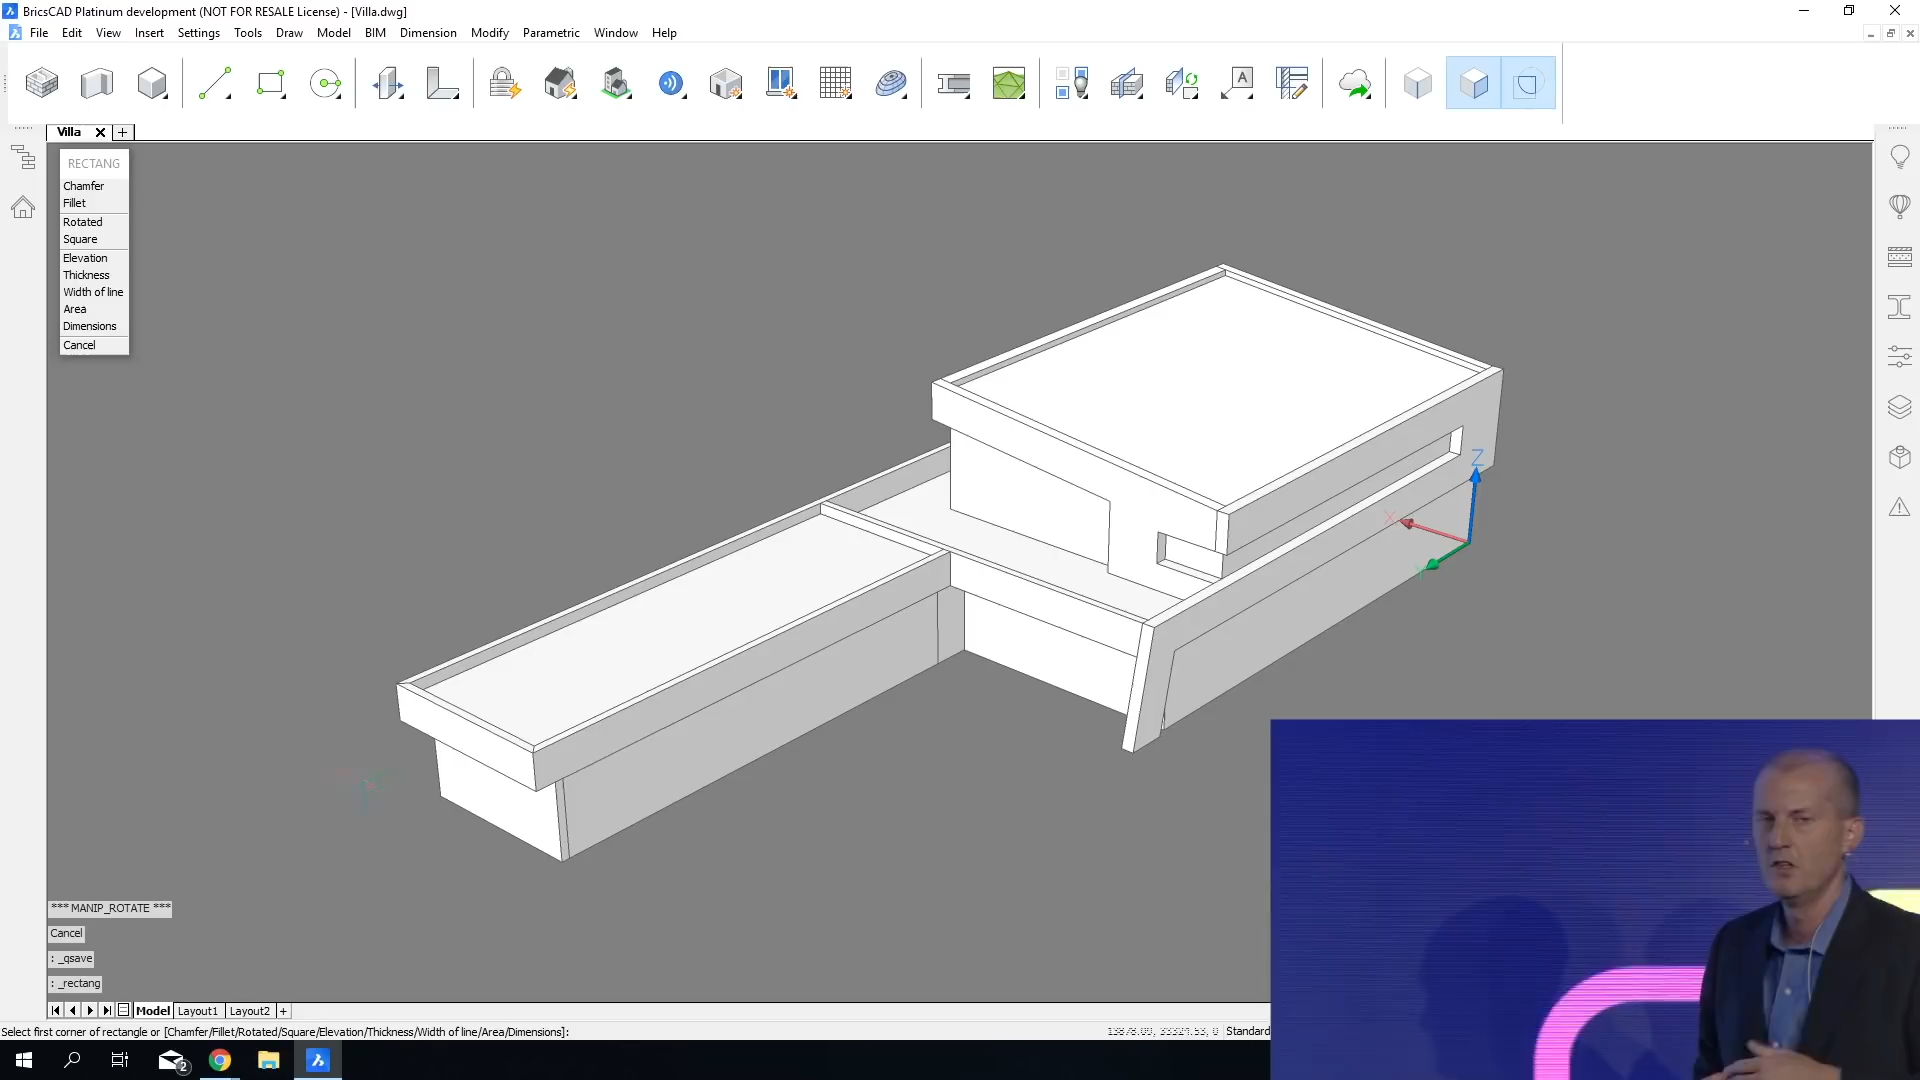 BricsCAD Platinum development (NOT FOR RESALE License) - [Villa.dwg]
File Edit View Insert Settings Tools Draw Model BIM Dimension Modify Parametric Window Help
A
Villa
RECTANG
Chamfer
Fillet
Rotated
Square
Elevation
Thickness
Width of line
Area
Dimensions
Cancel
Z
X
Y
*** MANIP_ROTATE ***
Cancel
: _qsave
: _rectang
Model Layout1 Layout2 +
Select first corner of rectangle or [Chamfer/Fillet/Rotated/Square/Elevation/Thickness/Width of line/Area/Dimensions]:
Standard
2